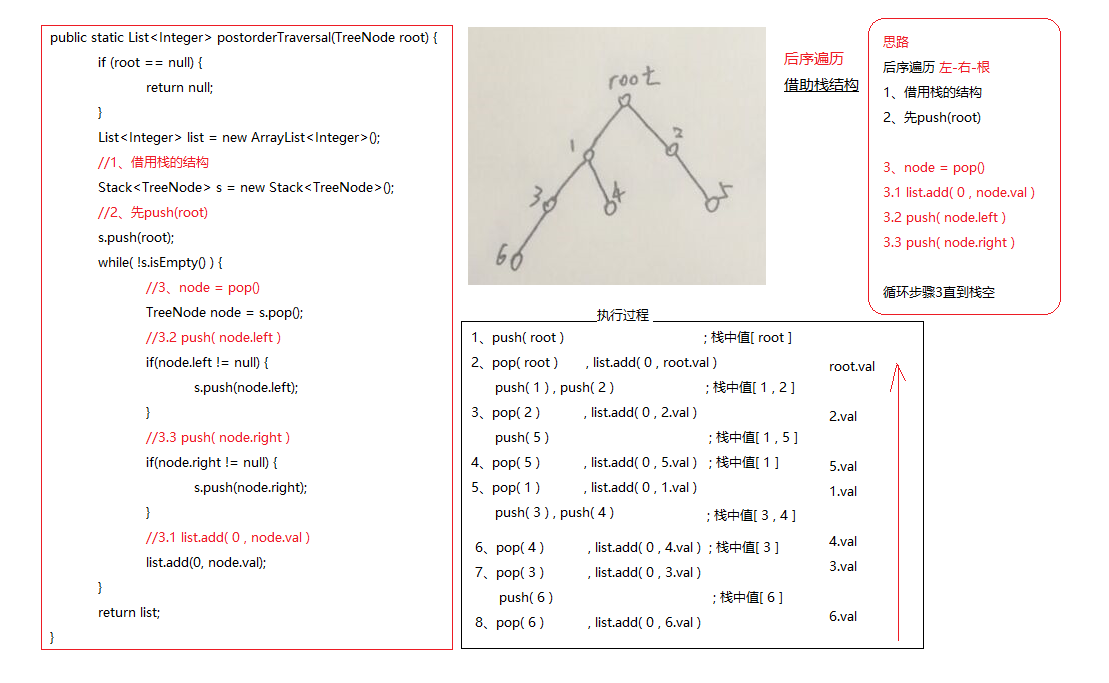 public static List<Integer> postorderTraversal(TreeNode root) {
if (root == null) {
return null;
}
List<Integer> list = new ArrayList<Integer>();
//1、借用栈的结构
Stack<TreeNode> s = new Stack<TreeNode>();
//2、先push(root)
s.push(root);
while( !s.isEmpty() ) {
//3、node = pop()
TreeNode node = s.pop();
//3.2 push( node.left )
if(node.left != null) {
s.push(node.left);
}
//3.3 push( node.right )
if(node.right != null) {
s.push(node.right);
}
//3.1 list.add( 0 , node.val )
list.add(0, node.val);
}
return list;
}
root
1
2
3
4
5
6
后序遍历
借助栈结构
思路
后序遍历 左-右-根
1、借用栈的结构
2、先push(root)
3、node = pop()
3.1 list.add( 0 , node.val )
3.2 push( node.left )
3.3 push( node.right )
循环步骤3直到栈空
执行过程
1、push( root ) ; 栈中值[ root ]
2、pop( root ) , list.add( 0 , root.val ) root.val
push( 1 ) , push( 2 ) ; 栈中值[ 1 , 2 ]
3、pop( 2 ) , list.add( 0 , 2.val ) 2.val
push( 5 ) ; 栈中值[ 1 , 5 ]
4、pop( 5 ) , list.add( 0 , 5.val ) ; 栈中值[ 1 ] 5.val
5、pop( 1 ) , list.add( 0 , 1.val ) 1.val
push( 3 ) , push( 4 ) ; 栈中值[ 3 , 4 ]
6、pop( 4 ) , list.add( 0 , 4.val ) ; 栈中值[ 3 ] 4.val
7、pop( 3 ) , list.add( 0 , 3.val ) 3.val
push( 6 ) ; 栈中值[ 6 ]
8、pop( 6 ) , list.add( 0 , 6.val ) 6.val